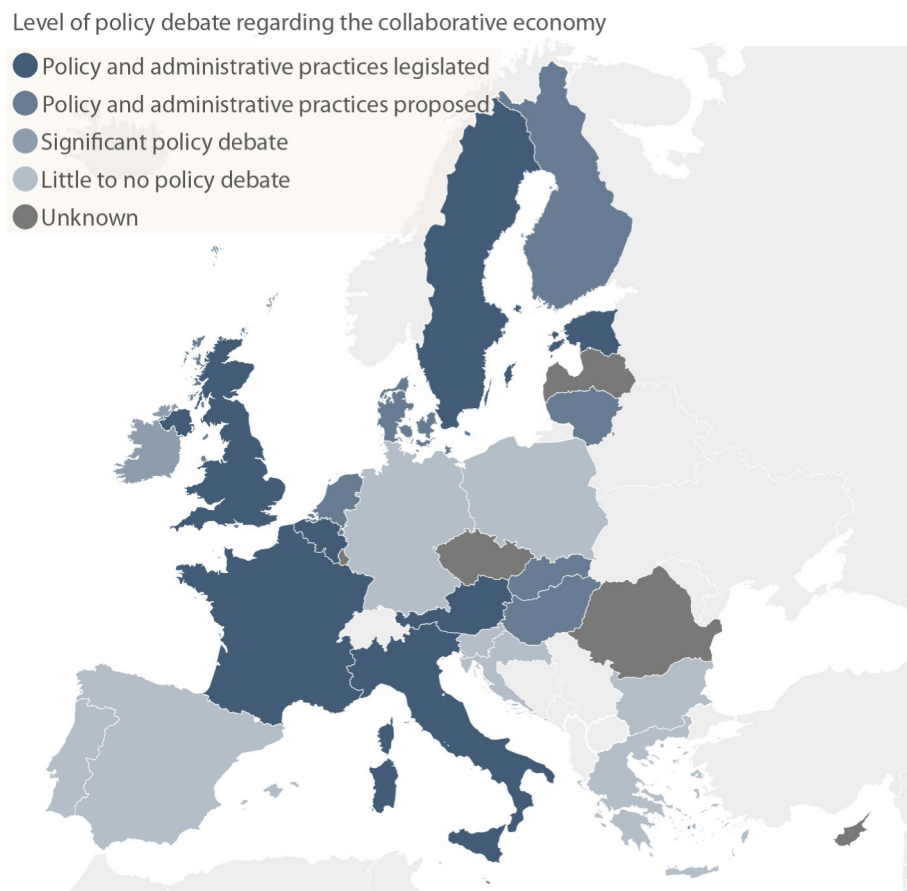 Level of policy debate regarding the collaborative economy
Policy and administrative practices legislated
Policy and administrative practices proposed
Significant policy debate
Little to no policy debate
Unknown